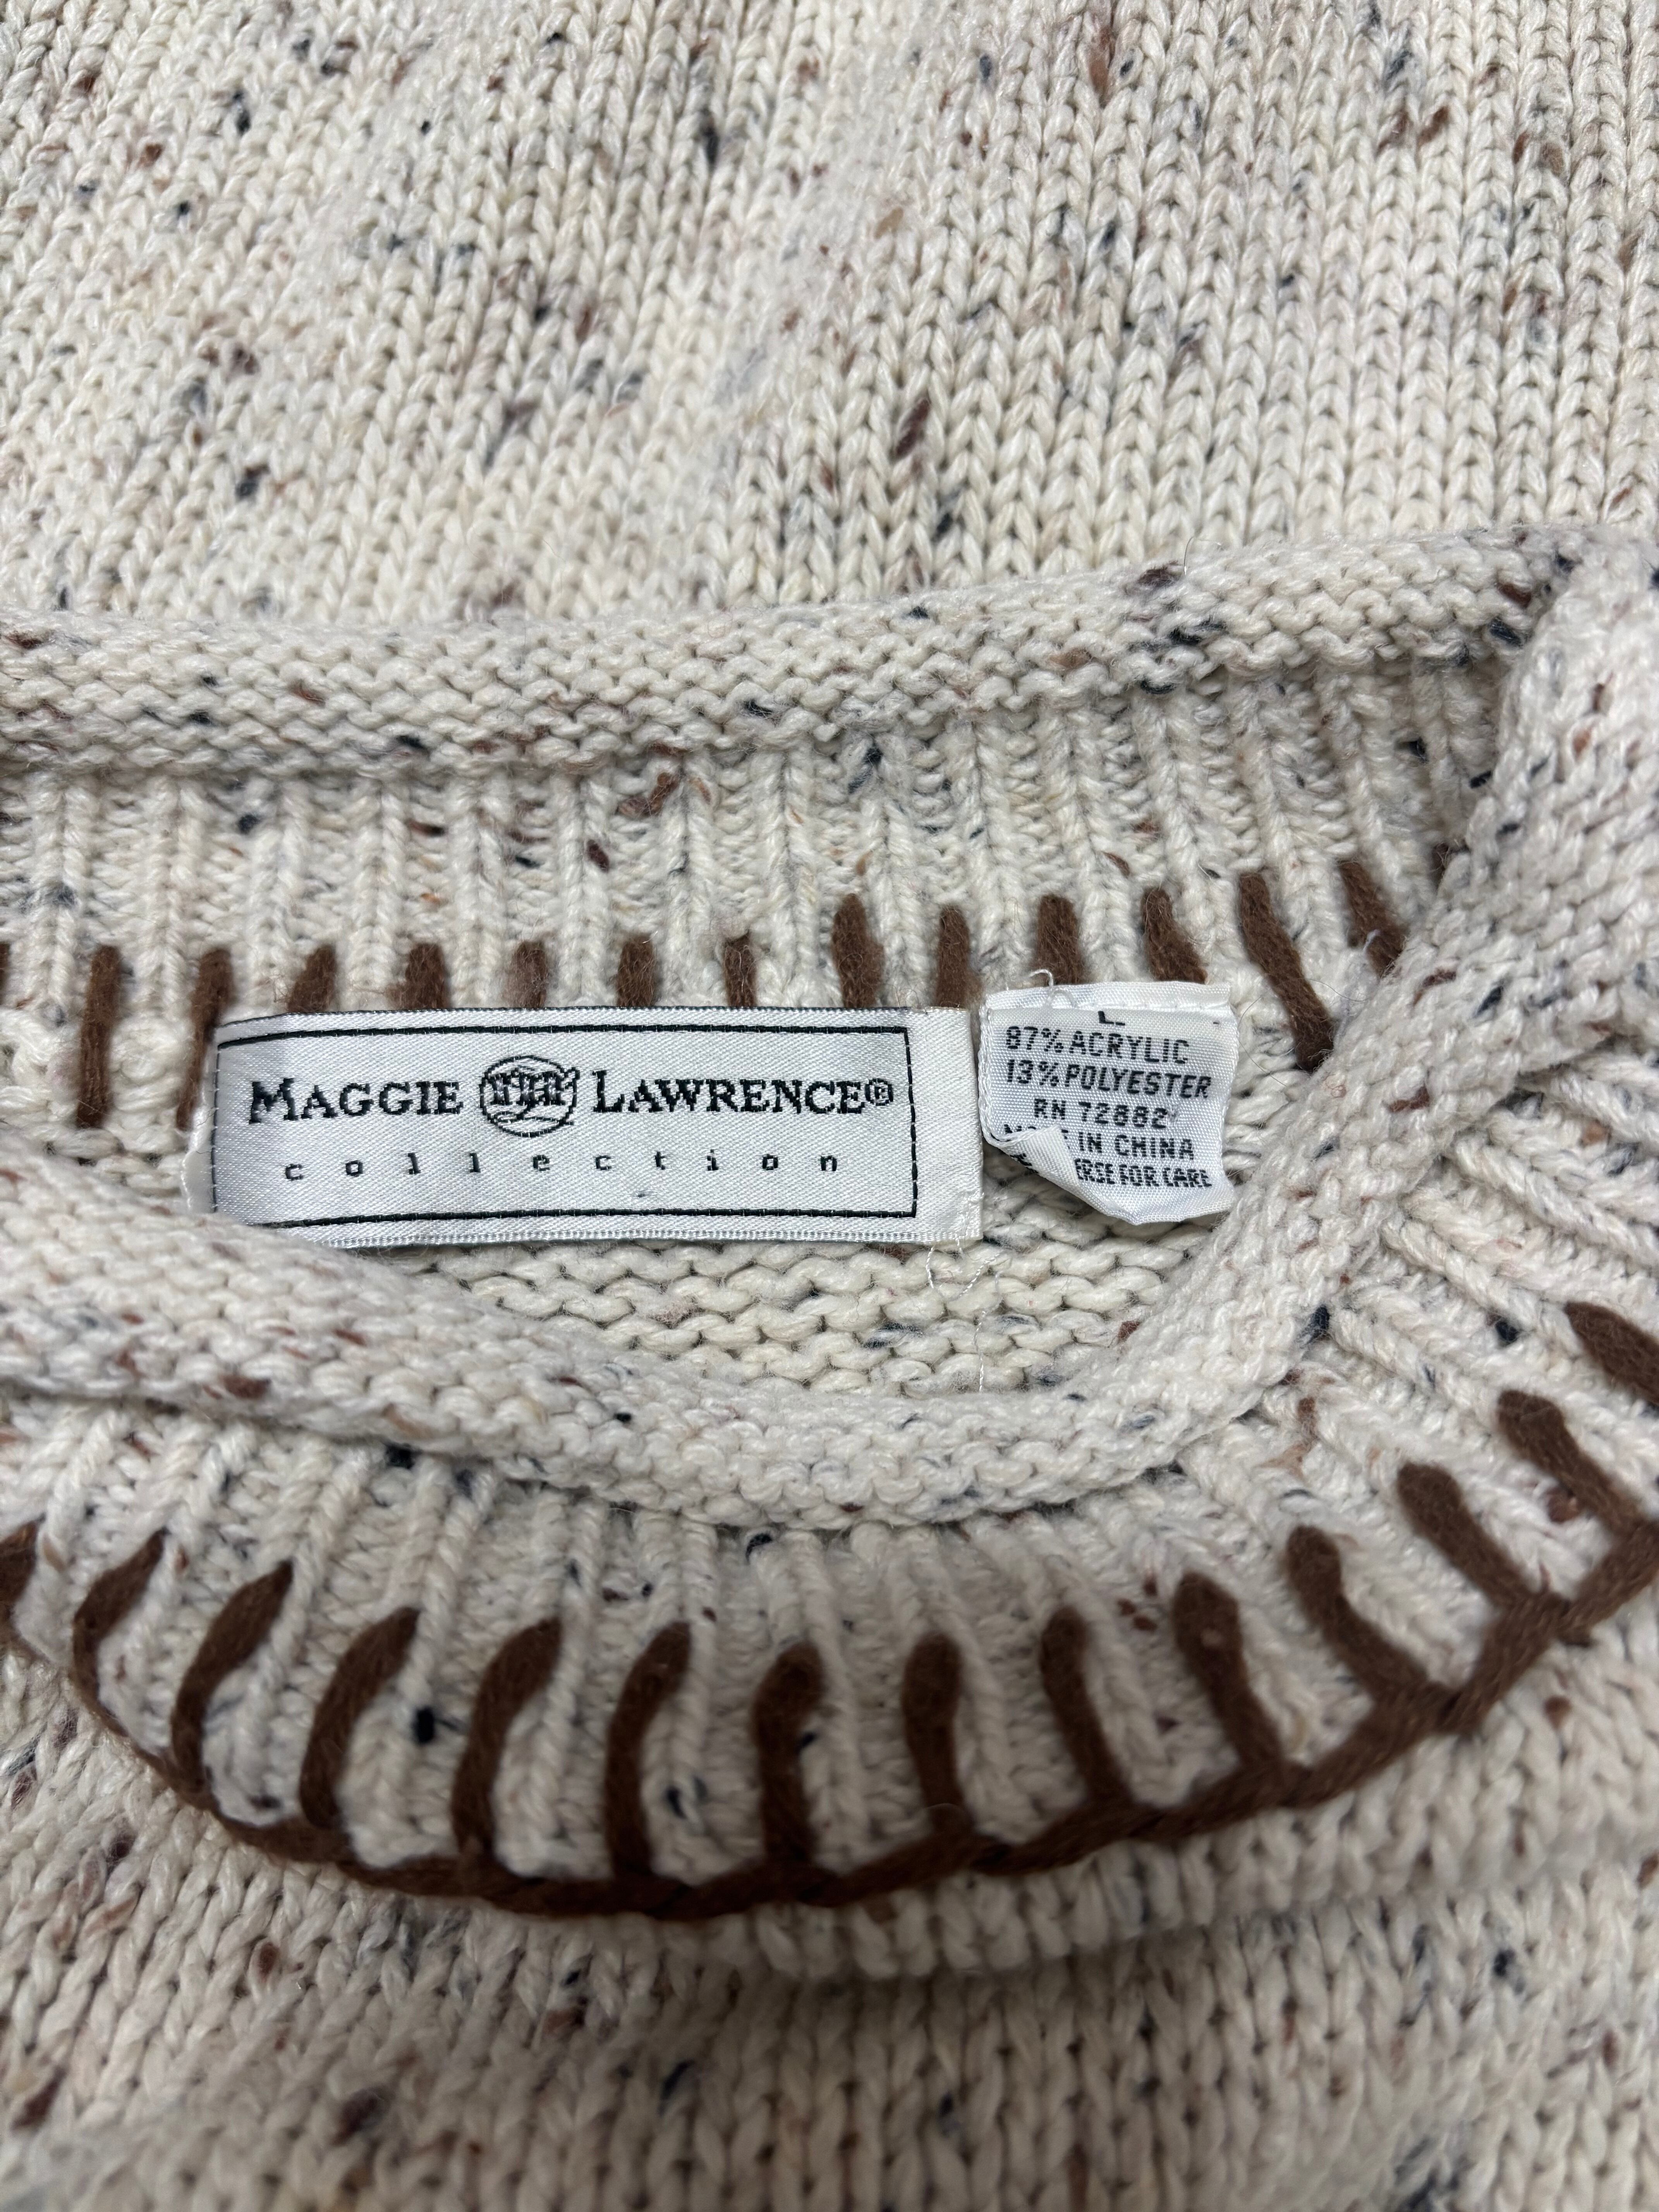 MAGGIE LAWRENCE®
collection
L
87% ACRYLIC
13% POLYESTER
RN 72882
IN CHINA
FOR CARE